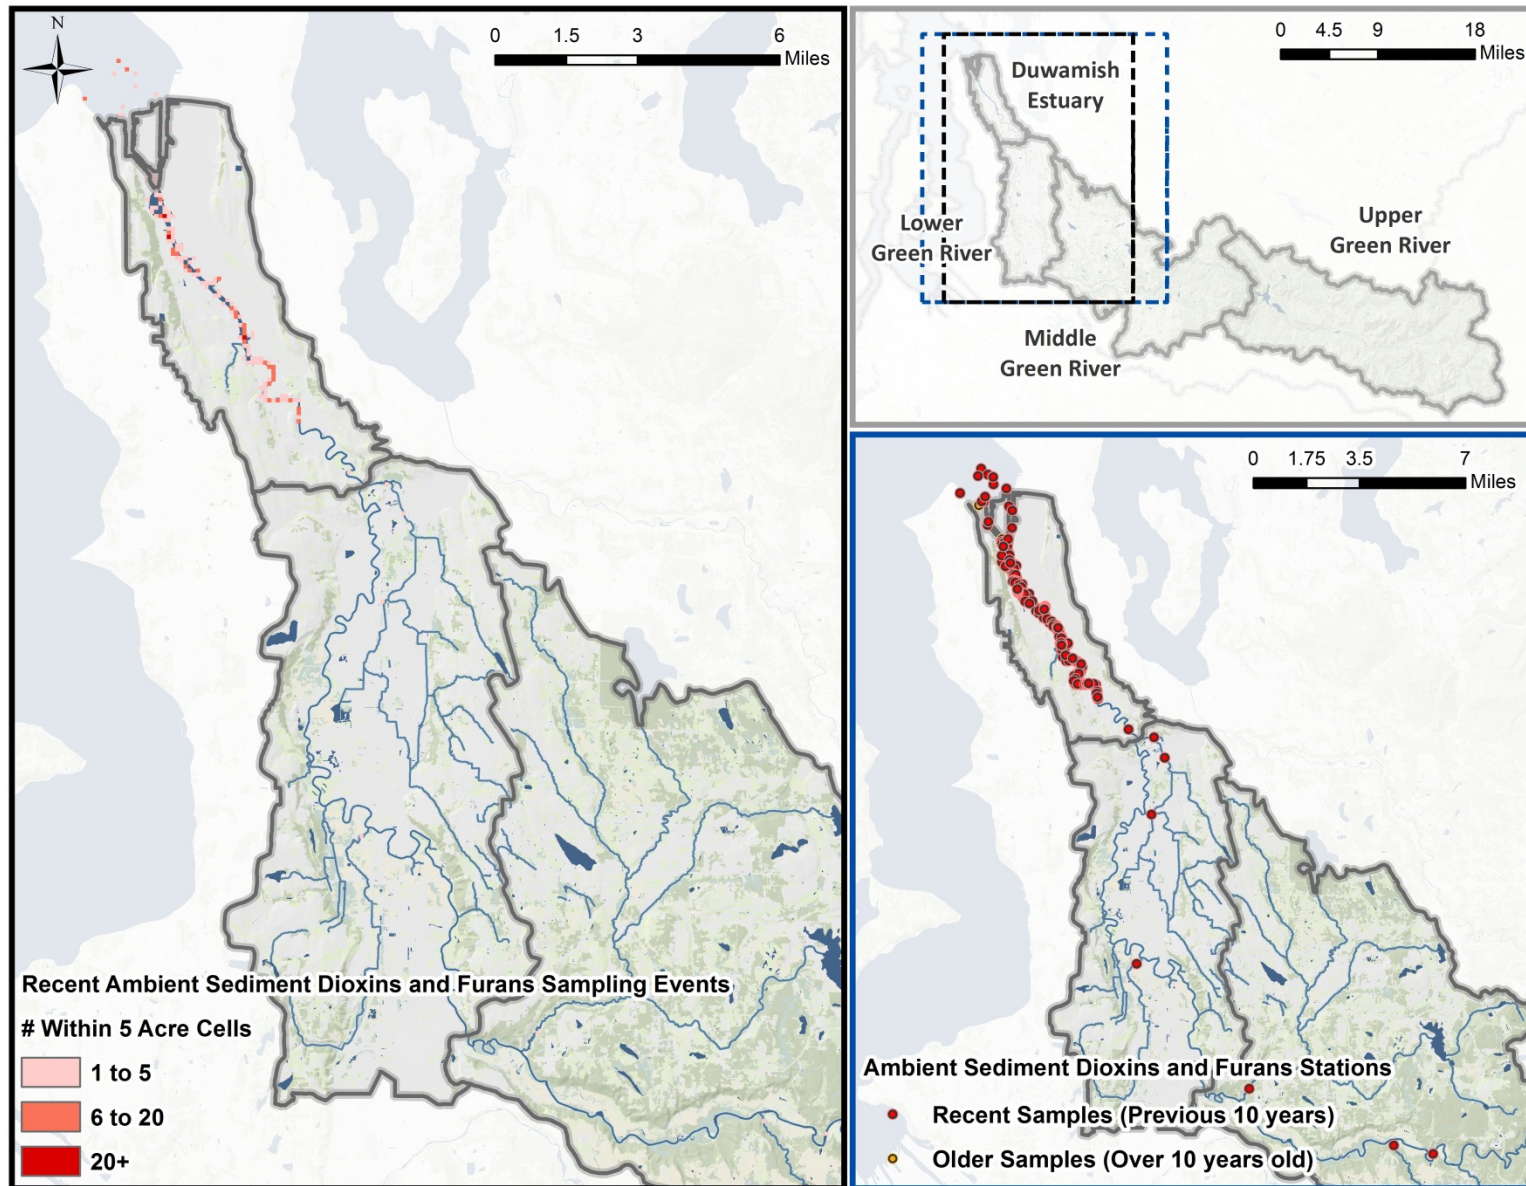 N
0 1.5 3 6
Miles
Recent Ambient Sediment Dioxins and Furans Sampling Events
# Within 5 Acre Cells
1 to 5
6 to 20
20+
0 4.5 9 18
Miles
Duwamish
Estuary
Lower
Green River
Upper
Green River
Middle
Green River
0 1.75 3.5 7
Miles
Ambient Sediment Dioxins and Furans Stations
Recent Samples (Previous 10 years)
Older Samples (Over 10 years old)